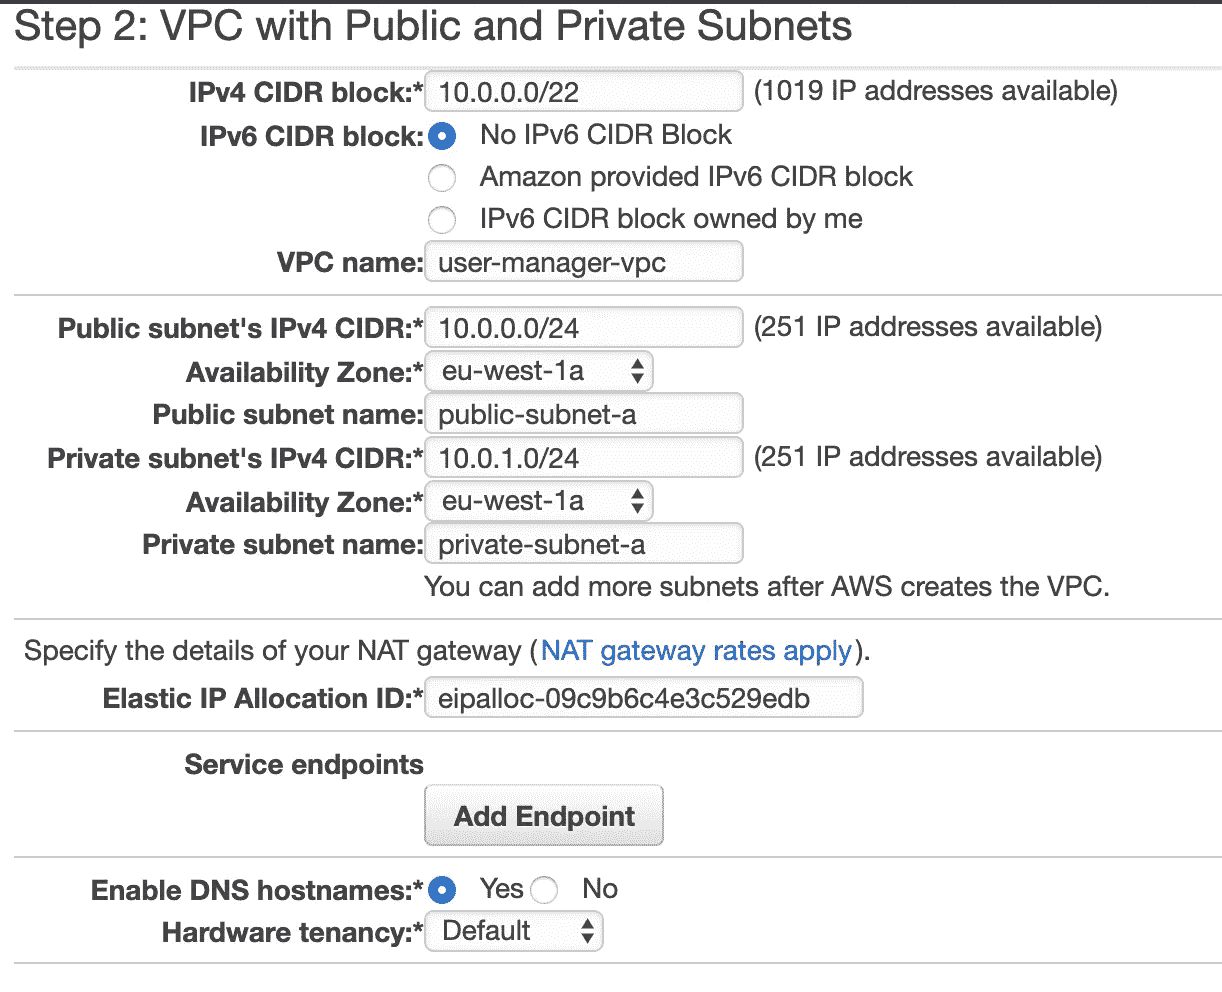 Step 2: VPC with Public and Private Subnets
IPv4 CIDR block:* 10.0.0.0/22 (1019 IP addresses available)
IPv6 CIDR block: No IPv6 CIDR Block
Amazon provided IPv6 CIDR block
IPv6 CIDR block owned by me
VPC name: user-manager-vpc
Public subnet's IPv4 CIDR:* 10.0.0.0/24 (251 IP addresses available)
Availability Zone:* eu-west-1a
Public subnet name: public-subnet-a
Private subnet's IPv4 CIDR:* 10.0.1.0/24 (251 IP addresses available)
Availability Zone:* eu-west-1a
Private subnet name: private-subnet-a
You can add more subnets after AWS creates the VPC.
Specify the details of your NAT gateway (NAT gateway rates apply).
Elastic IP Allocation ID:* eipalloc-09c9b6c4e3c529edb
Service endpoints
Add Endpoint
Enable DNS hostnames:* Yes No
Hardware tenancy:* Default